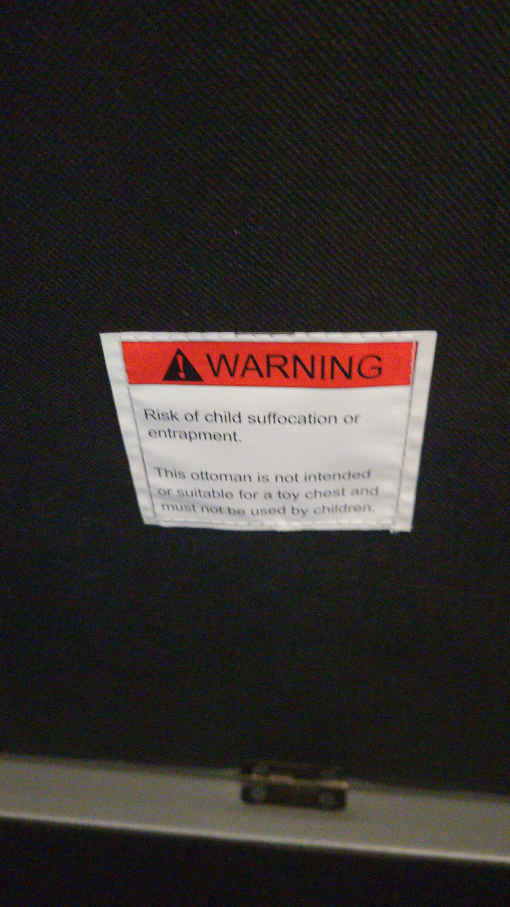 WARNING
Risk of child suffocation or
entrapment.
This ottoman is not intended
or suitable for a toy chest and
must not be used by children.